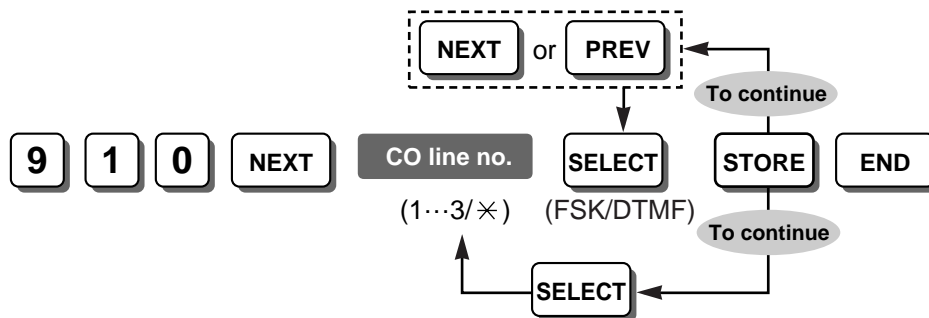 NEXT or PREV
To continue
9 1 0 NEXT CO line no. SELECT STORE END
(1···3/✳) (FSK/DTMF)
To continue
SELECT